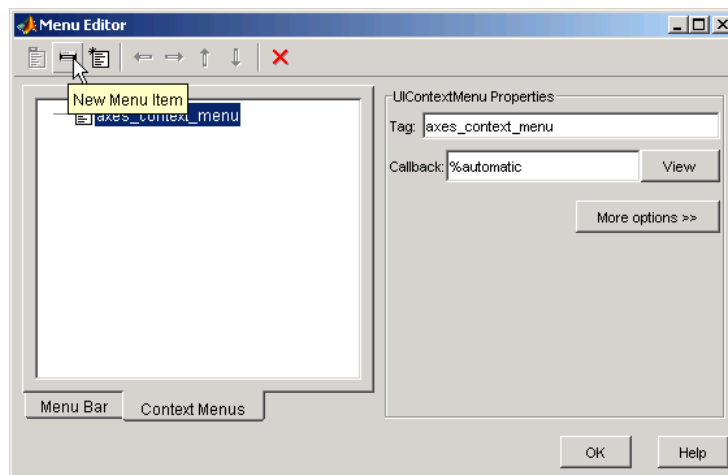 Menu Editor
New Menu Item
axes_context_menu
UIContextMenu Properties
Tag: axes_context_menu
Callback: %automatic View
More options >>
Menu Bar Context Menus
OK Help